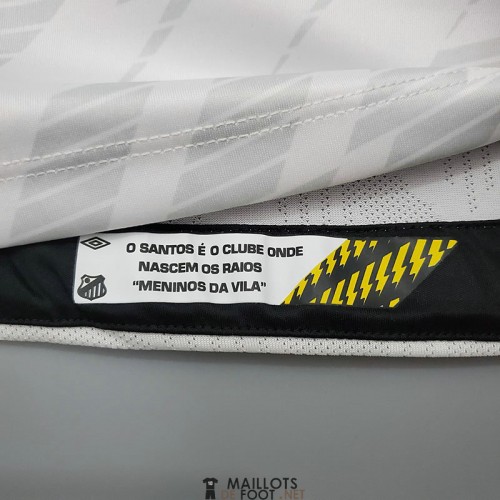 O SANTOS É O CLUBE ONDE
NASCEM OS RAIOS
"MENINOS DA VILA"
MAILLOTS
DE FOOT.NET